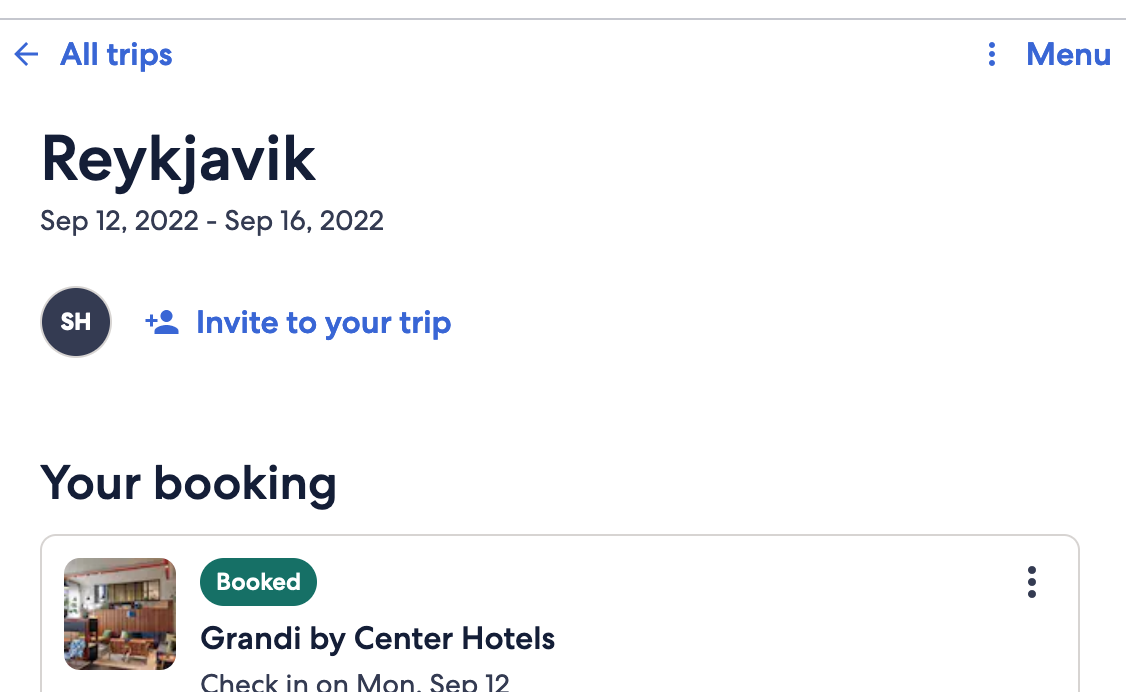 All trips
Menu
Reykjavik
Sep 12, 2022 - Sep 16, 2022
SH
Invite to your trip
Your booking
Booked
Grandi by Center Hotels
Check in on Mon, Sep 12